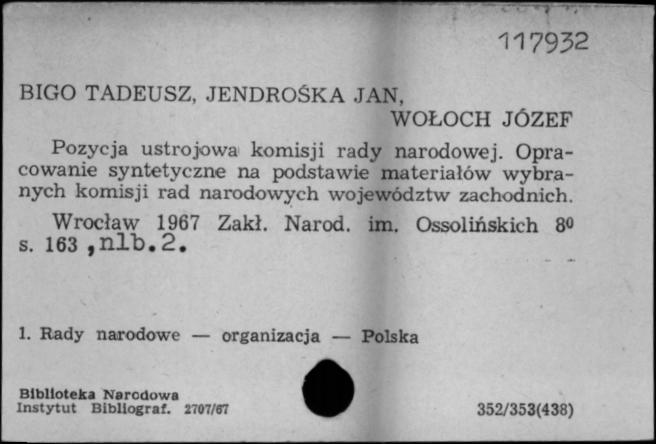 117932
BIGO TADEUSZ, JENDROŚKA JAN,
WOŁOCH JÓZEF
Pozycja ustrojowa komisji rady narodowej. Opra-
cowanie syntetyczne na podstawie materiałów wybra-
nych komisji rad narodowych województw zachodnich.
Wrocław 1967 Zakł. Narod. im. Ossolińskich 8⁰
s. 163 , nlb. 2.
1. Rady narodowe — organizacja — Polska
Biblioteka Narodowa
Instytut Bibliograf. 2707/67
352/353(438)